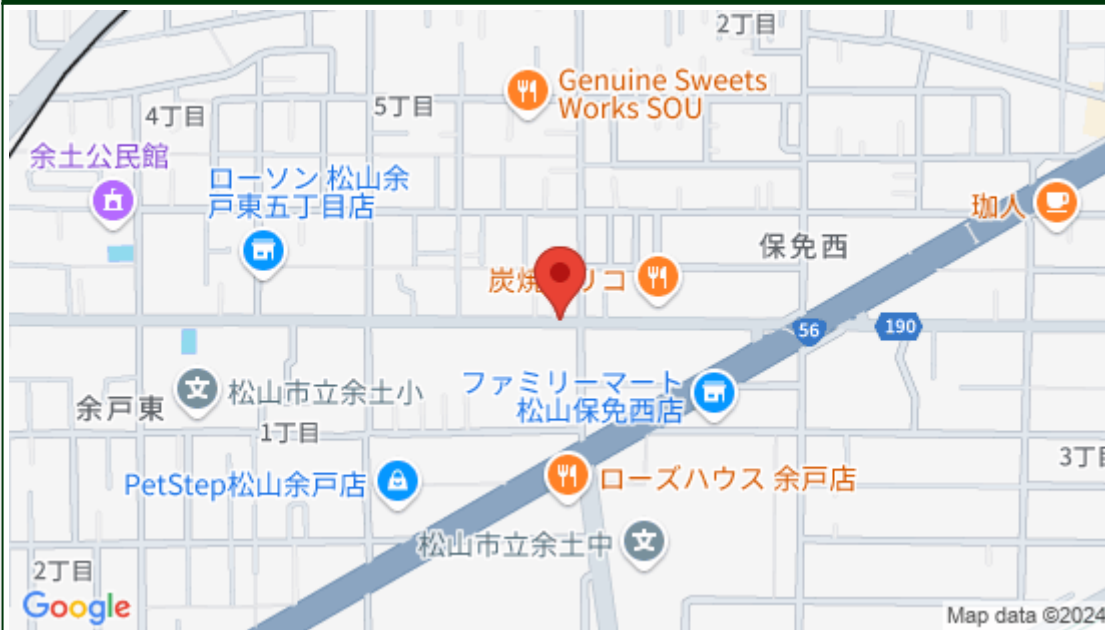 2丁目
Genuine Sweets
Works SOU
5丁目
4丁目
余土公民館
ローソン 松山余
戸東五丁目店
珈人
保免西
炭焼
リコ
56
190
ファミリーマート
松山保免西店
松山市立余土小
余戸東
1丁目
3丁目
PetStep松山余戸店
ローズハウス 余戸店
松山市立余土中
2丁目
Google
Map data ©2024